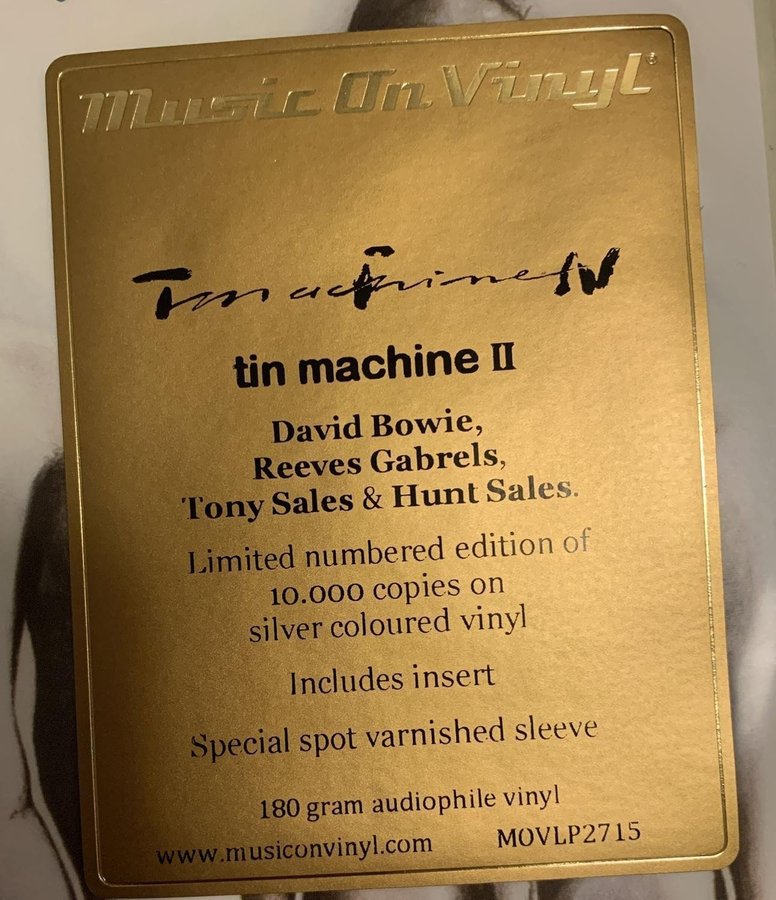 Music On Vinyl®
Tin machine II
David Bowie,
Reeves Gabrels,
Tony Sales & Hunt Sales.
Limited numbered edition of
10.000 copies on
silver coloured vinyl
Includes insert
Special spot varnished sleeve
180 gram audiophile vinyl
www.musiconvinyl.com MOVLP2715